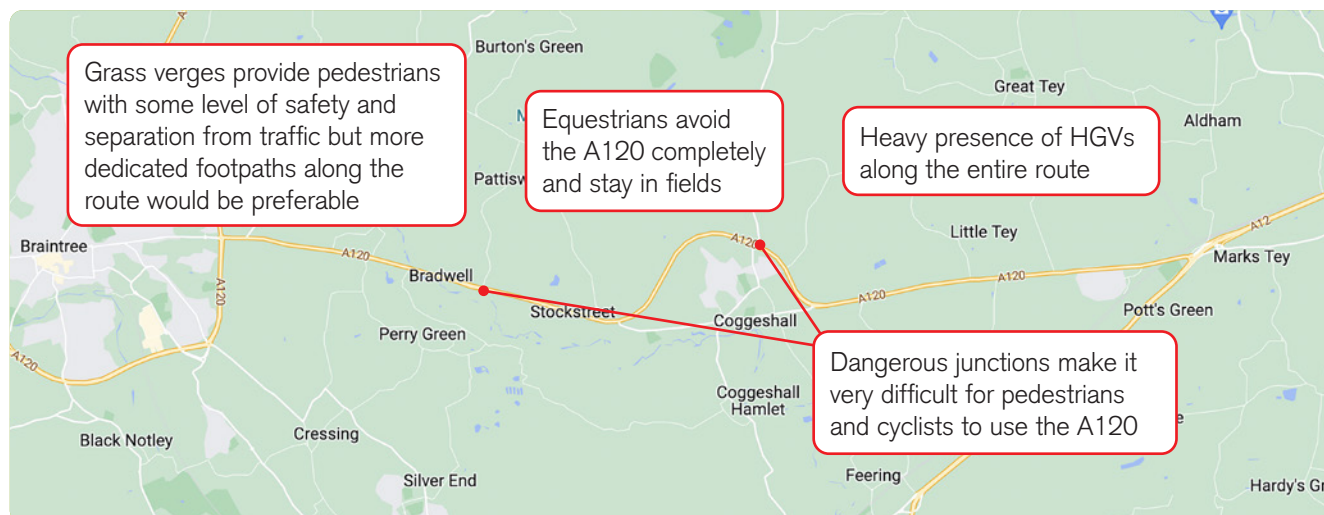 Burton's Green
Grass verges provide pedestrians
with some level of safety and
separation from traffic but more
dedicated footpaths along the
route would be preferable
Equestrians avoid
the A120 completely
and stay in fields
Great Tey
Heavy presence of HGVs
along the entire route
Aldham
Braintree
A120
Bradwell
A120
Little Tey
A120
A12
Marks Tey
A120
Stockstreet
Coggeshall
A120
Pott's Green
Perry Green
A120
Dangerous junctions make it
very difficult for pedestrians
and cyclists to use the A120
Coggeshall
Hamlet
Black Notley
Cressing
Silver End
Feering
Hardy's